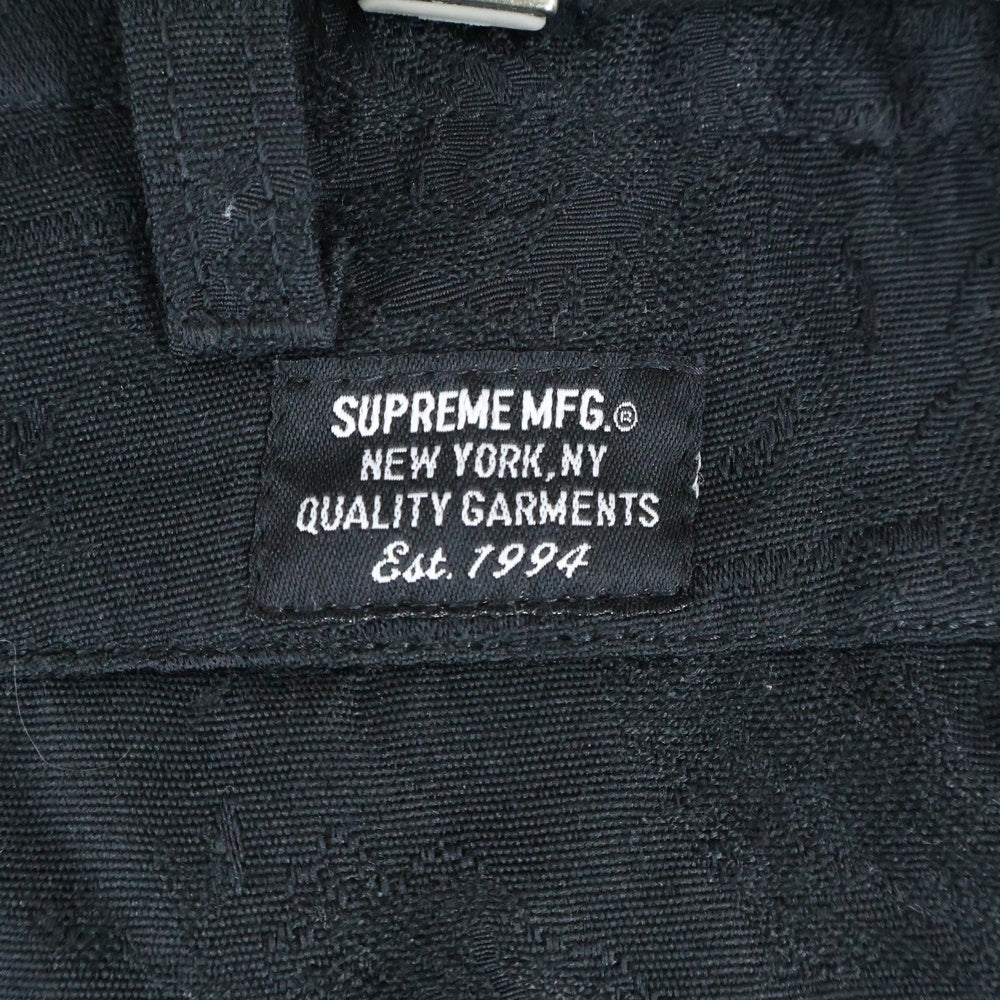 SUPREME MFG.®
NEW YORK, NY
QUALITY GARMENTS
Est. 1994